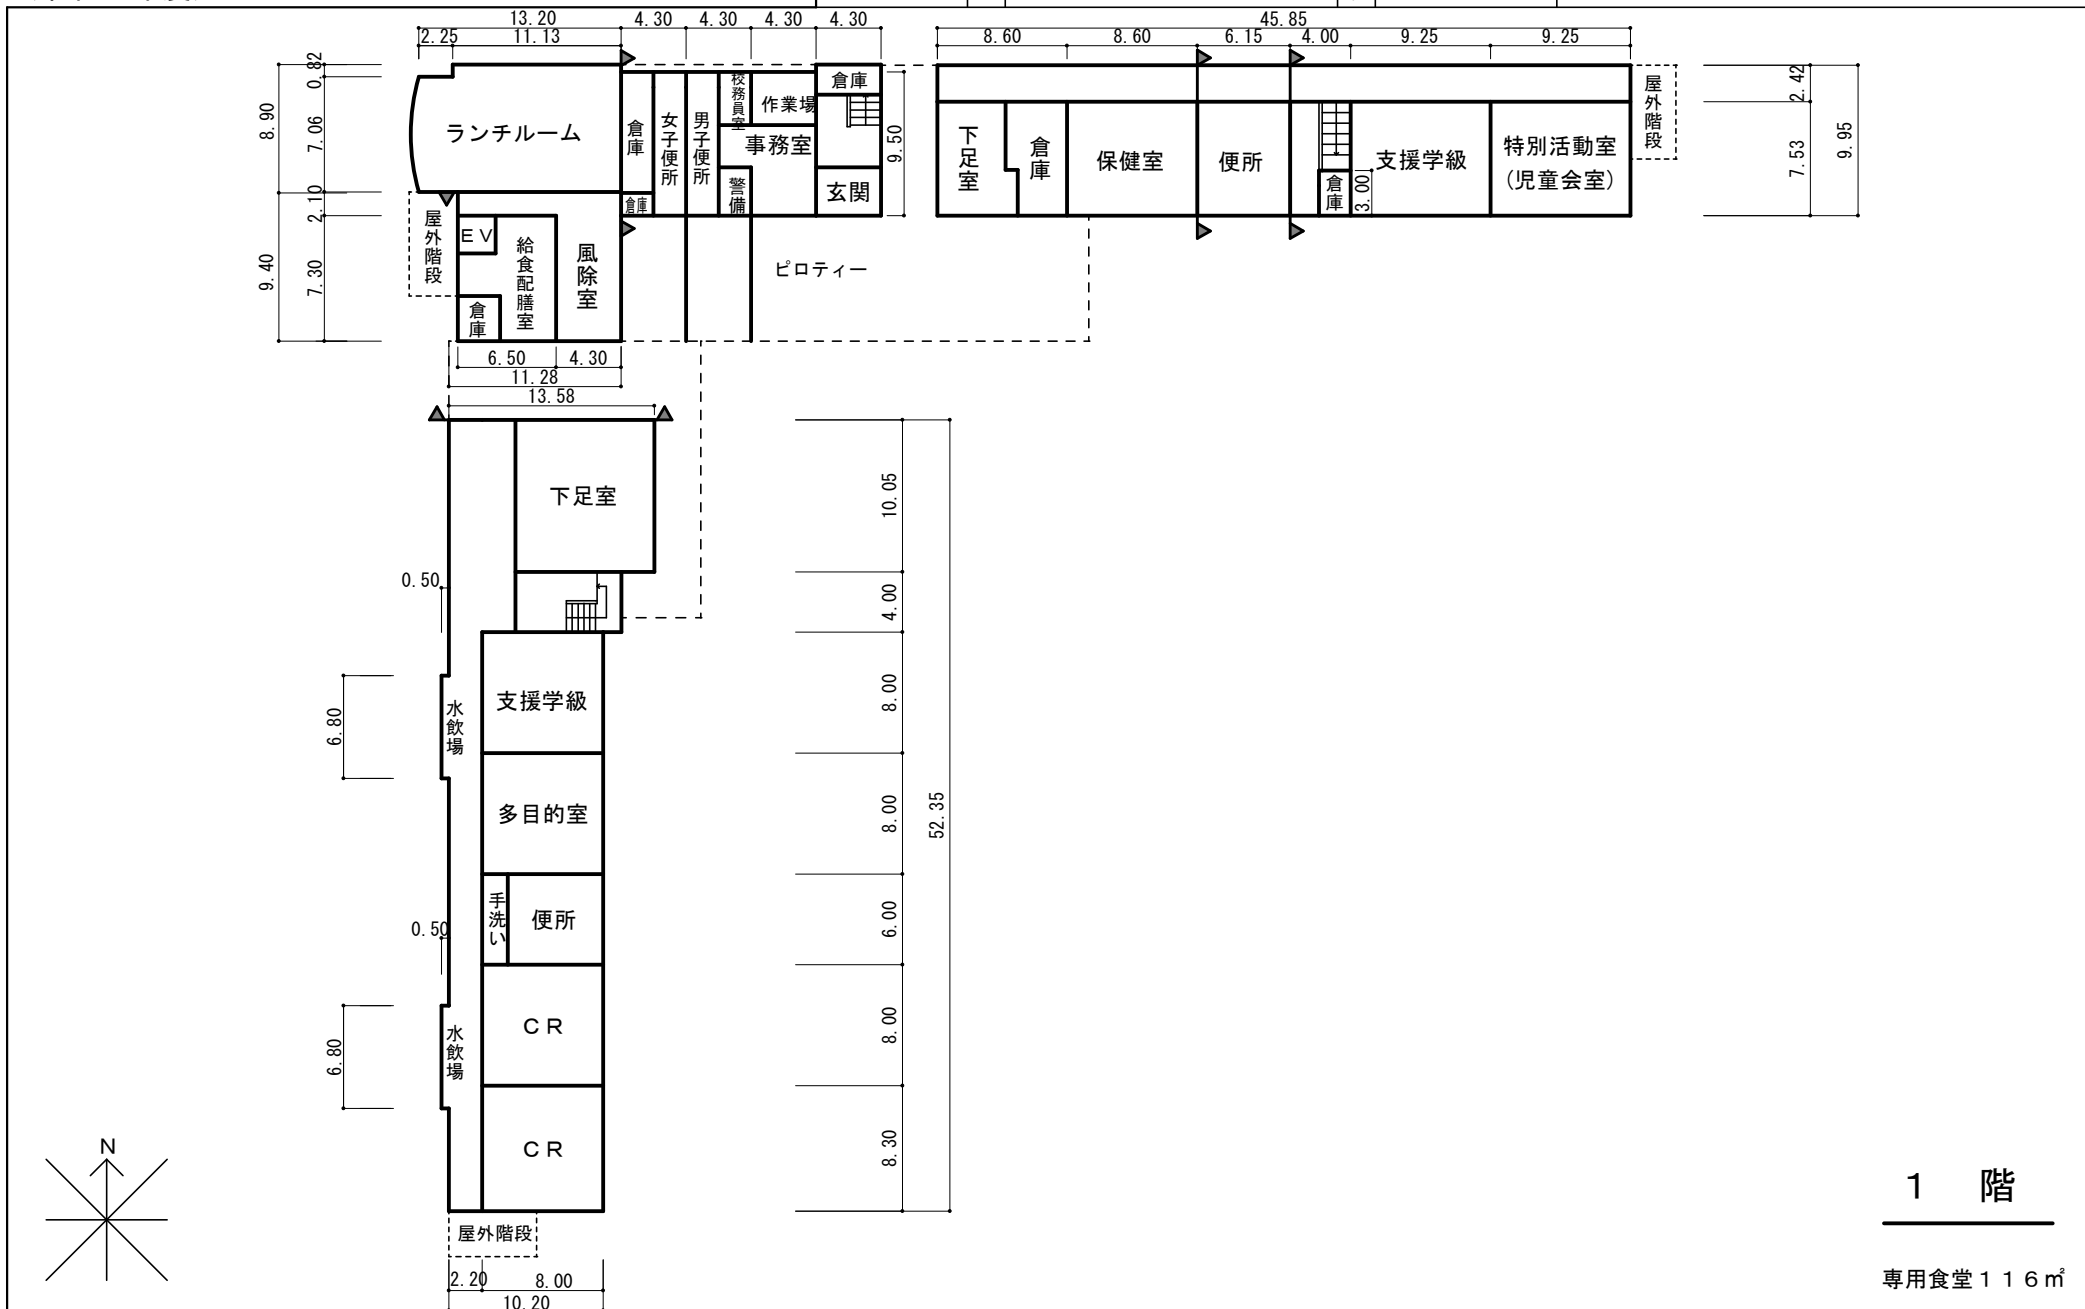 13.20
4.30
4.30
4.30
4.30
45.85
2.25
11.13
8.60
8.60
6.15
4.00
9.25
9.25
0.82
8.90
7.06
2.10
9.40
7.30
ランチルーム
倉庫
女子便所
男子便所
校務員室
作業場
倉庫
事務室
警備
玄関
倉庫
9.50
下足室
倉庫
保健室
便所
倉庫
3.00
支援学級
特別活動室
(児童会室)
屋外階段
2.42
7.53
9.95
屋外階段
EV
給食配膳室
倉庫
風除室
ピロティー
6.50
4.30
11.28
13.58
下足室
10.05
0.50
4.00
支援学級
8.00
6.80
水飲場
多目的室
8.00
52.35
手洗い
便所
6.00
0.50
CR
8.00
6.80
水飲場
CR
8.30
屋外階段
2.20
8.00
10.20
N
1 階
専用食堂116㎡